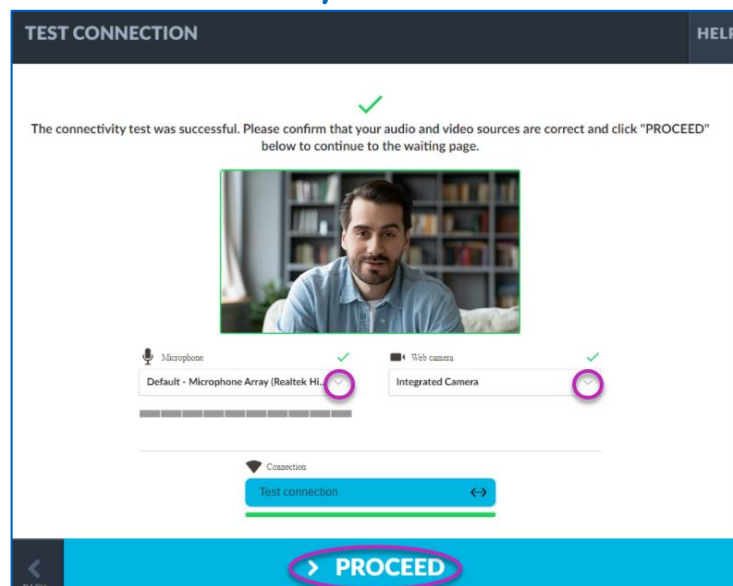 TEST CONNECTION
HELP
The connectivity test was successful. Please confirm that your audio and video sources are correct and click "PROCEED"
below to continue to the waiting page.
Microphone
Web camera
Default - Microphone Array (Realtek Hi...
Integrated Camera
Connection
Test connection
PROCEED